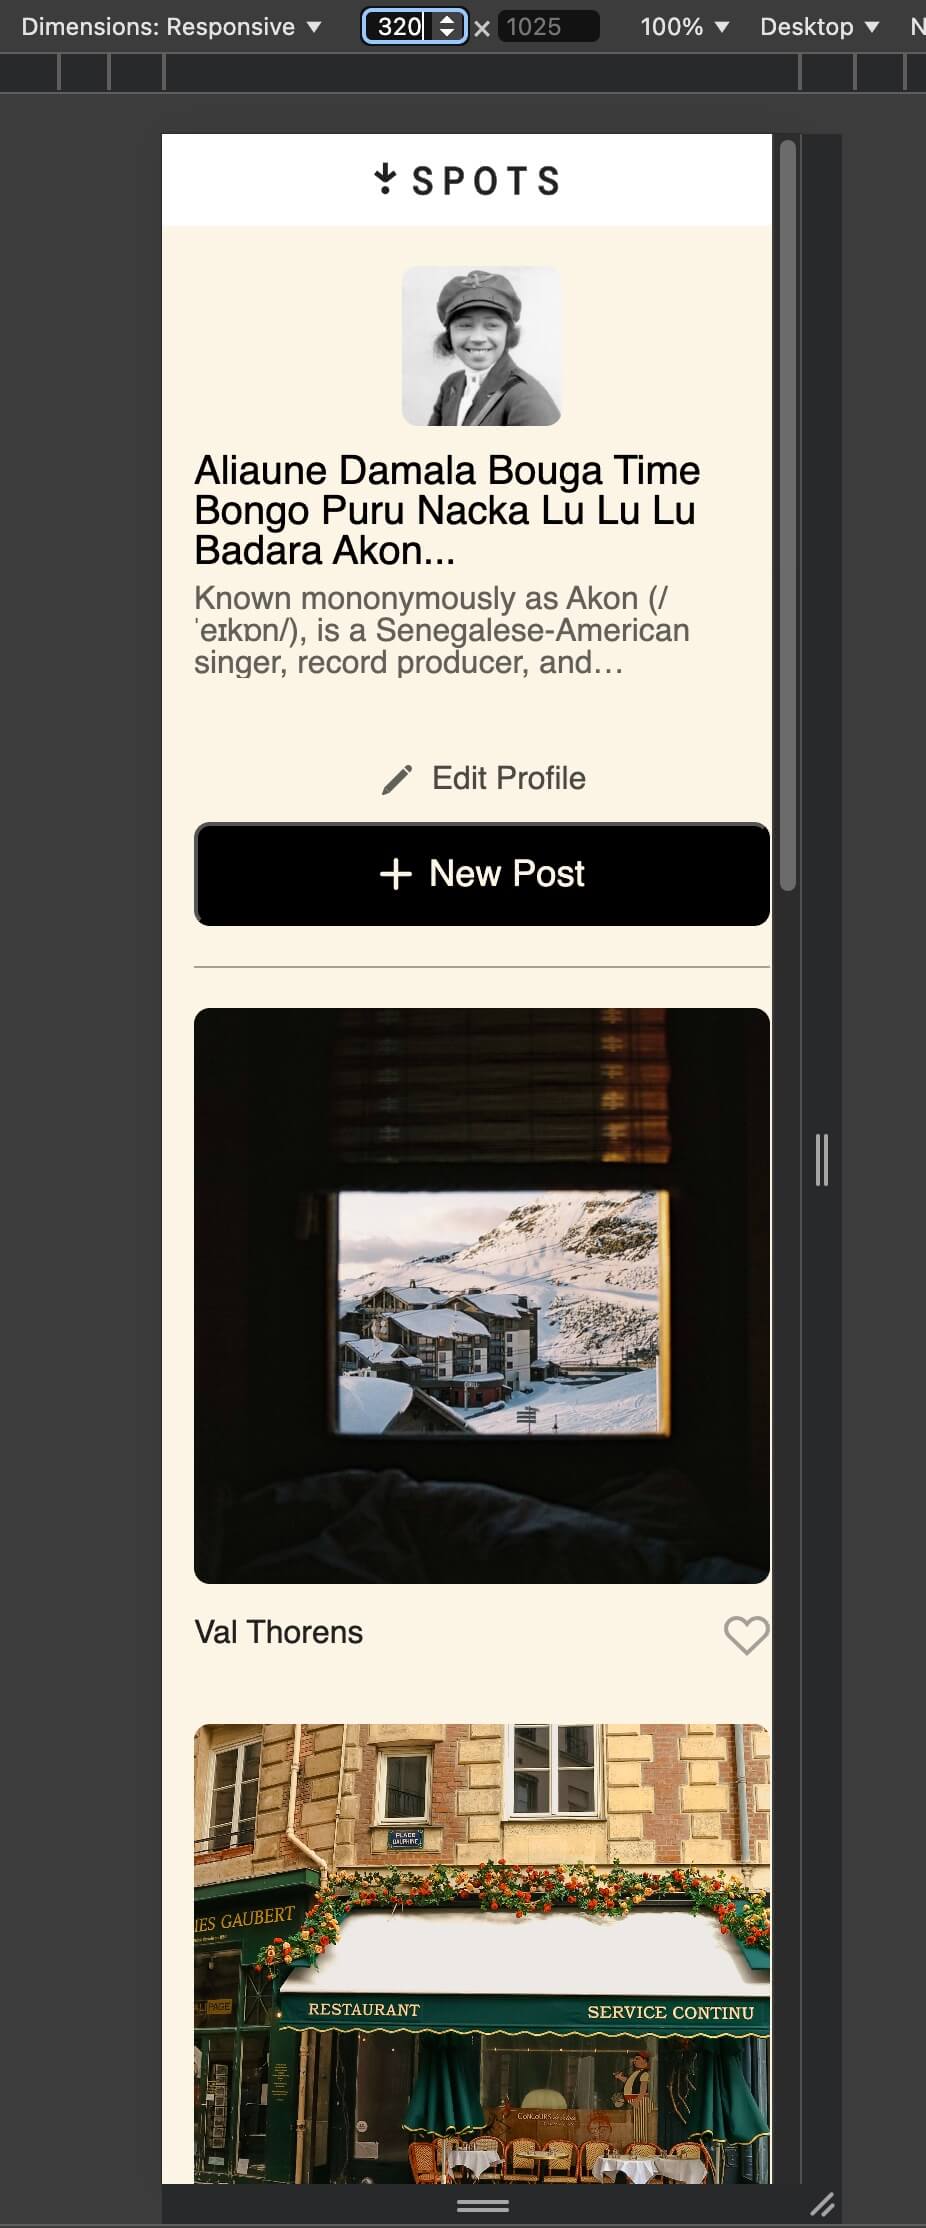 Dimensions: Responsive ▼ 320 × 1025 100% ▼ Desktop ▼ N
SPOTS
Aliaune Damala Bouga Time
Bongo Puru Nacka Lu Lu Lu
Badara Akon...
Known mononymously as Akon (/
ˈeɪkɒn/), is a Senegalese-American
singer, record producer, and...
Edit Profile
+ New Post
Val Thorens
PLACE
DAUPHINE
IES GAUBERT
PAGE
RESTAURANT
SERVICE CONTINU